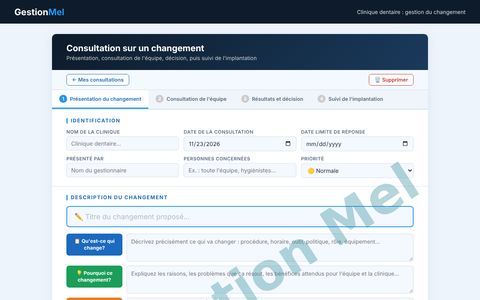 GestionMel
Clinique dentaire : gestion du changement
Consultation sur un changement
Présentation, consultation de l'équipe, décision, puis suivi de l'implantation
← Mes consultations
🗑 Supprimer
1 Présentation du changement
2 Consultation de l'équipe
3 Résultats et décision
4 Suivi de l'implantation
IDENTIFICATION
NOM DE LA CLINIQUE
DATE DE LA CONSULTATION
DATE LIMITE DE RÉPONSE
Clinique dentaire...
11/23/2026
mm/dd/yyyy
PRÉSENTÉ PAR
PERSONNES CONCERNÉES
PRIORITÉ
Nom du gestionnaire
Ex. : toute l'équipe, hygiénistes...
🟡 Normale
DESCRIPTION DU CHANGEMENT
✏️ Titre du changement proposé...
📋 Qu'est-ce qui
change?
Décrivez précisément ce qui va changer : procédure, horaire, outil, politique, rôle, équipement...
💡 Pourquoi ce
changement?
Expliquez les raisons, les problèmes que ça résout, les bénéfices attendus pour l'équipe et la clinique...
tion Mel